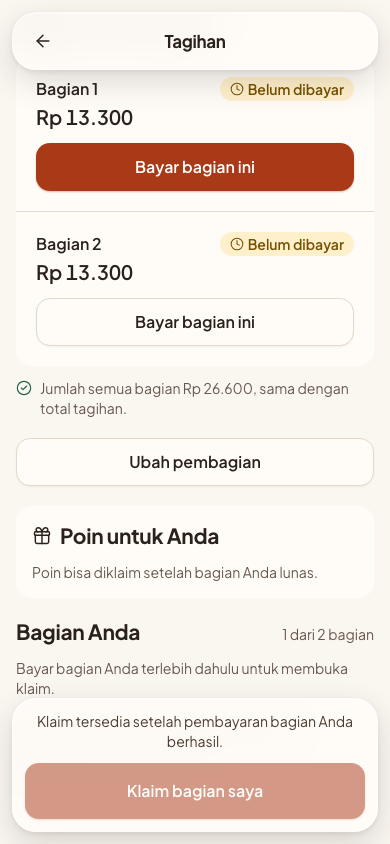 Tagihan
Bagian 1
Belum dibayar
Rp 13.300
Bayar bagian ini
Bagian 2
Belum dibayar
Rp 13.300
Bayar bagian ini
Jumlah semua bagian Rp 26.600, sama dengan
total tagihan.
Ubah pembagian
Poin untuk Anda
Poin bisa diklaim setelah bagian Anda lunas.
Bagian Anda
1 dari 2 bagian
Bayar bagian Anda terlebih dahulu untuk membuka
klaim.
Klaim tersedia setelah pembayaran bagian Anda
berhasil.
Klaim bagian saya